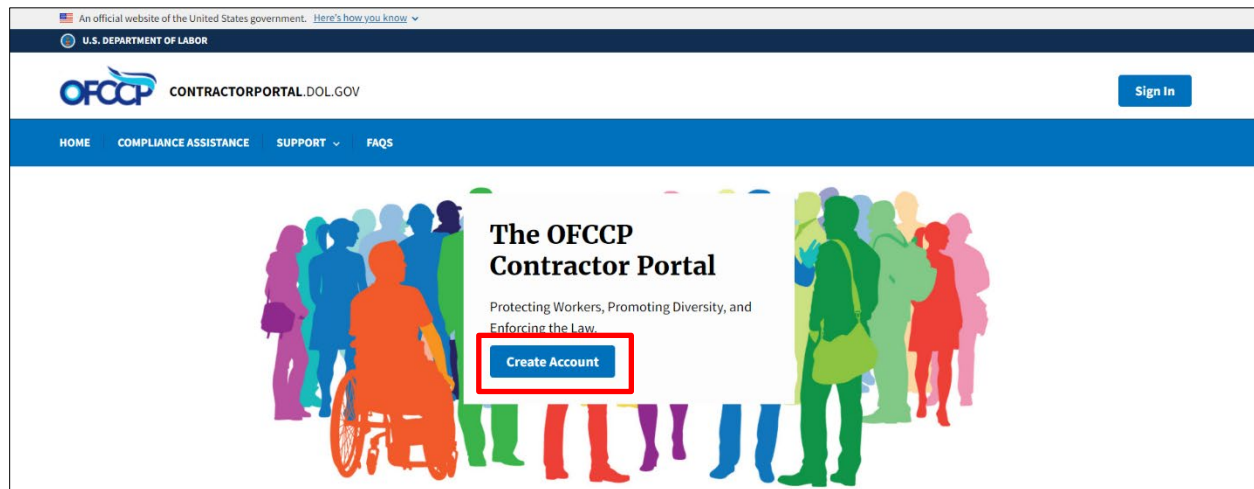 An official website of the United States government. Here's how you know
U.S. DEPARTMENT OF LABOR
OFCCP CONTRACTORPORTAL.DOL.GOV
Sign In
HOME COMPLIANCE ASSISTANCE SUPPORT FAQS
The OFCCP
Contractor Portal
Protecting Workers, Promoting Diversity, and
Enforcing the Law.
Create Account